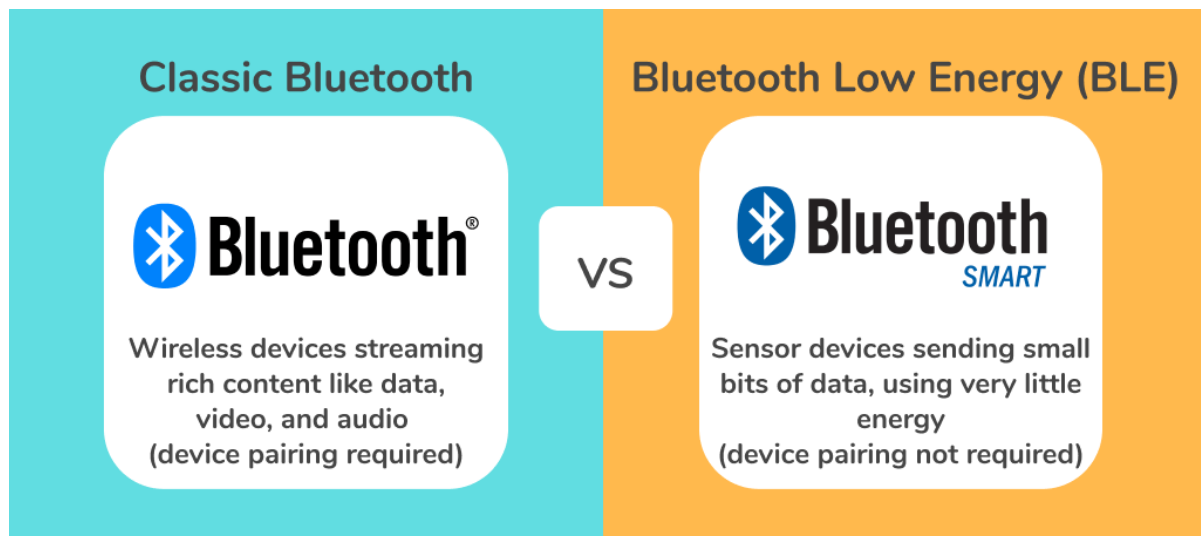 Classic Bluetooth
Bluetooth®
Wireless devices streaming
rich content like data,
video, and audio
(device pairing required)
vs
Bluetooth Low Energy (BLE)
Bluetooth
SMART
Sensor devices sending small
bits of data, using very little
energy
(device pairing not required)